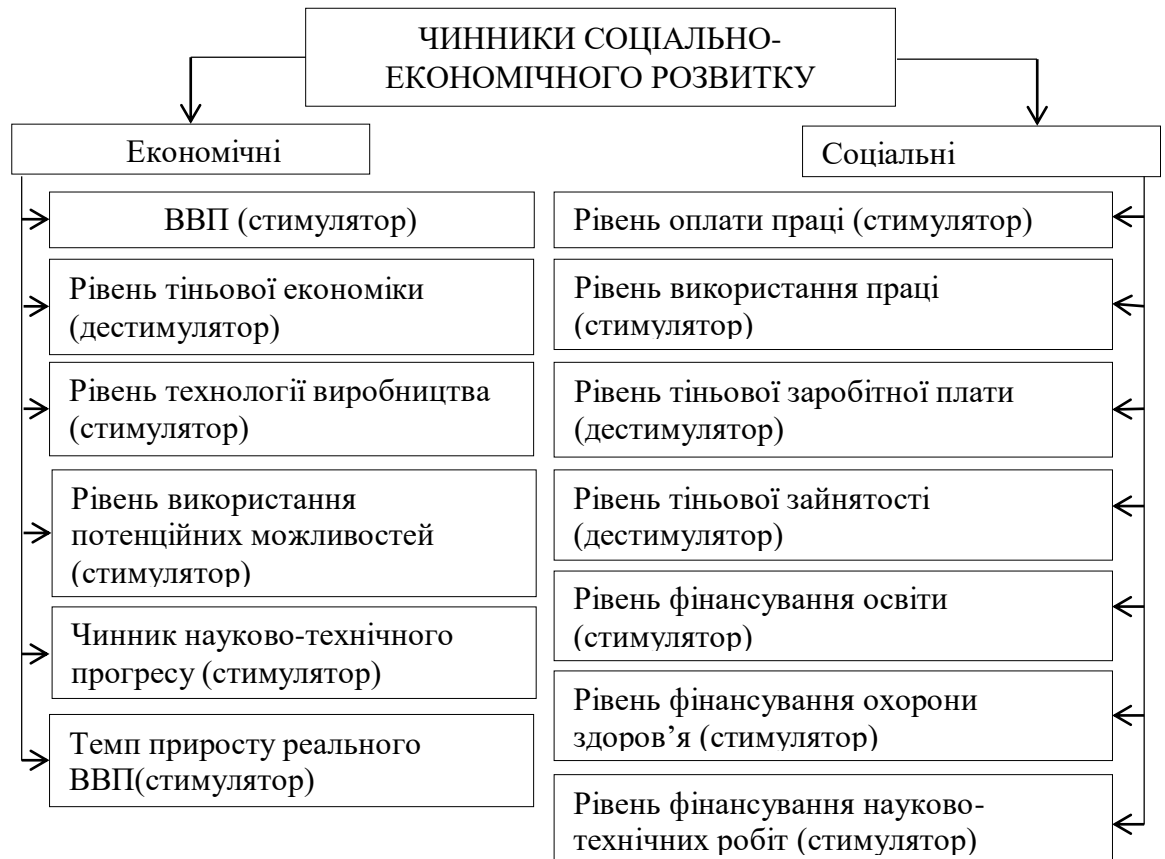 ЧИННИКИ СОЦІАЛЬНО-
ЕКОНОМІЧНОГО РОЗВИТКУ
Економічні
ВВП (стимулятор)
Рівень тіньової економіки
(дестимулятор)
Рівень технології виробництва
(стимулятор)
Рівень використання
потенційних можливостей
(стимулятор)
Чинник науково-технічного
прогресу (стимулятор)
Темп приросту реального
ВВП(стимулятор)
Соціальні
Рівень оплати праці (стимулятор)
Рівень використання праці
(стимулятор)
Рівень тіньової заробітної плати
(дестимулятор)
Рівень тіньової зайнятості
(дестимулятор)
Рівень фінансування освіти
(стимулятор)
Рівень фінансування охорони
здоров’я (стимулятор)
Рівень фінансування науково-
технічних робіт (стимулятор)